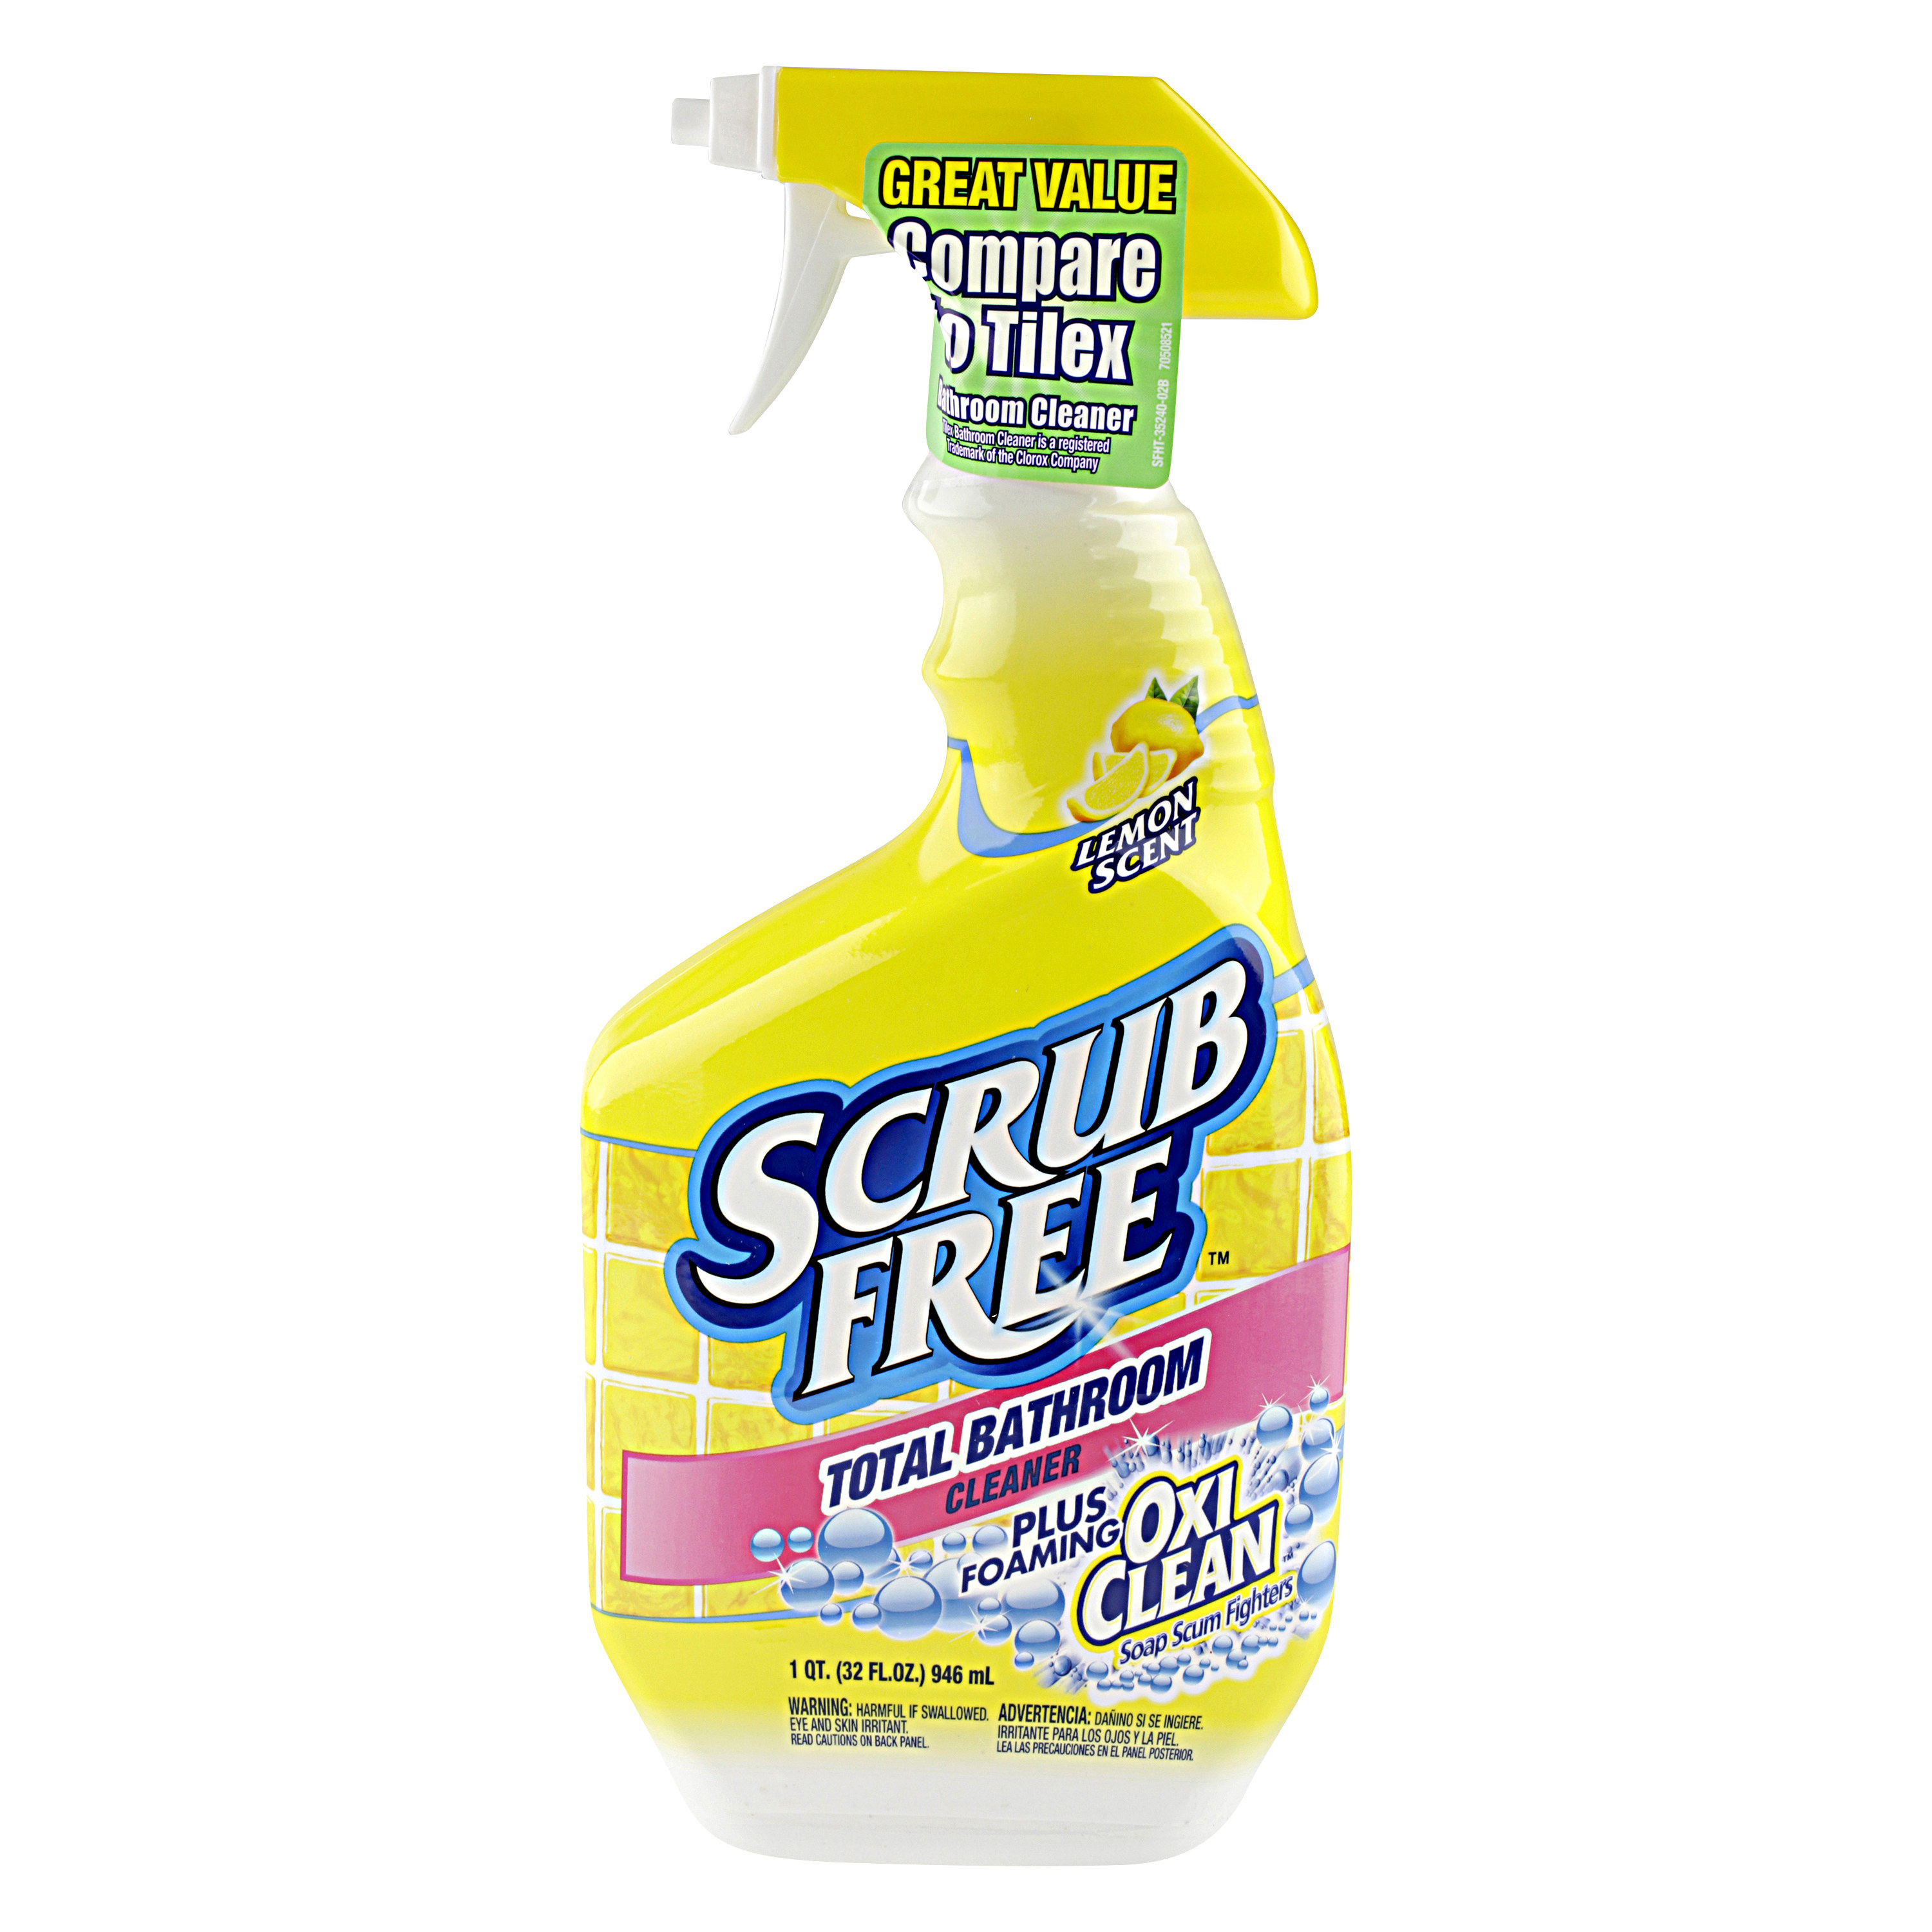 GREAT VALUE
Compare
to Tilex
Bathroom Cleaner
Tilex Bathroom Cleaner is a registered
Trademark of the Clorox Company
SFHT-35240-02B 70508521
LEMON
SCENT
SCRUB
FREE™
TOTAL BATHROOM
CLEANER
PLUS
FOAMING
OXI
CLEAN™
Soap Scum Fighters
1 QT. (32 FL.OZ.) 946 mL
WARNING: HARMFUL IF SWALLOWED.
EYE AND SKIN IRRITANT.
READ CAUTIONS ON BACK PANEL.
ADVERTENCIA: DAÑINO SI SE INGIERE.
IRRITANTE PARA LOS OJOS Y LA PIEL.
LEA LAS PRECAUCIONES EN EL PANEL POSTERIOR.